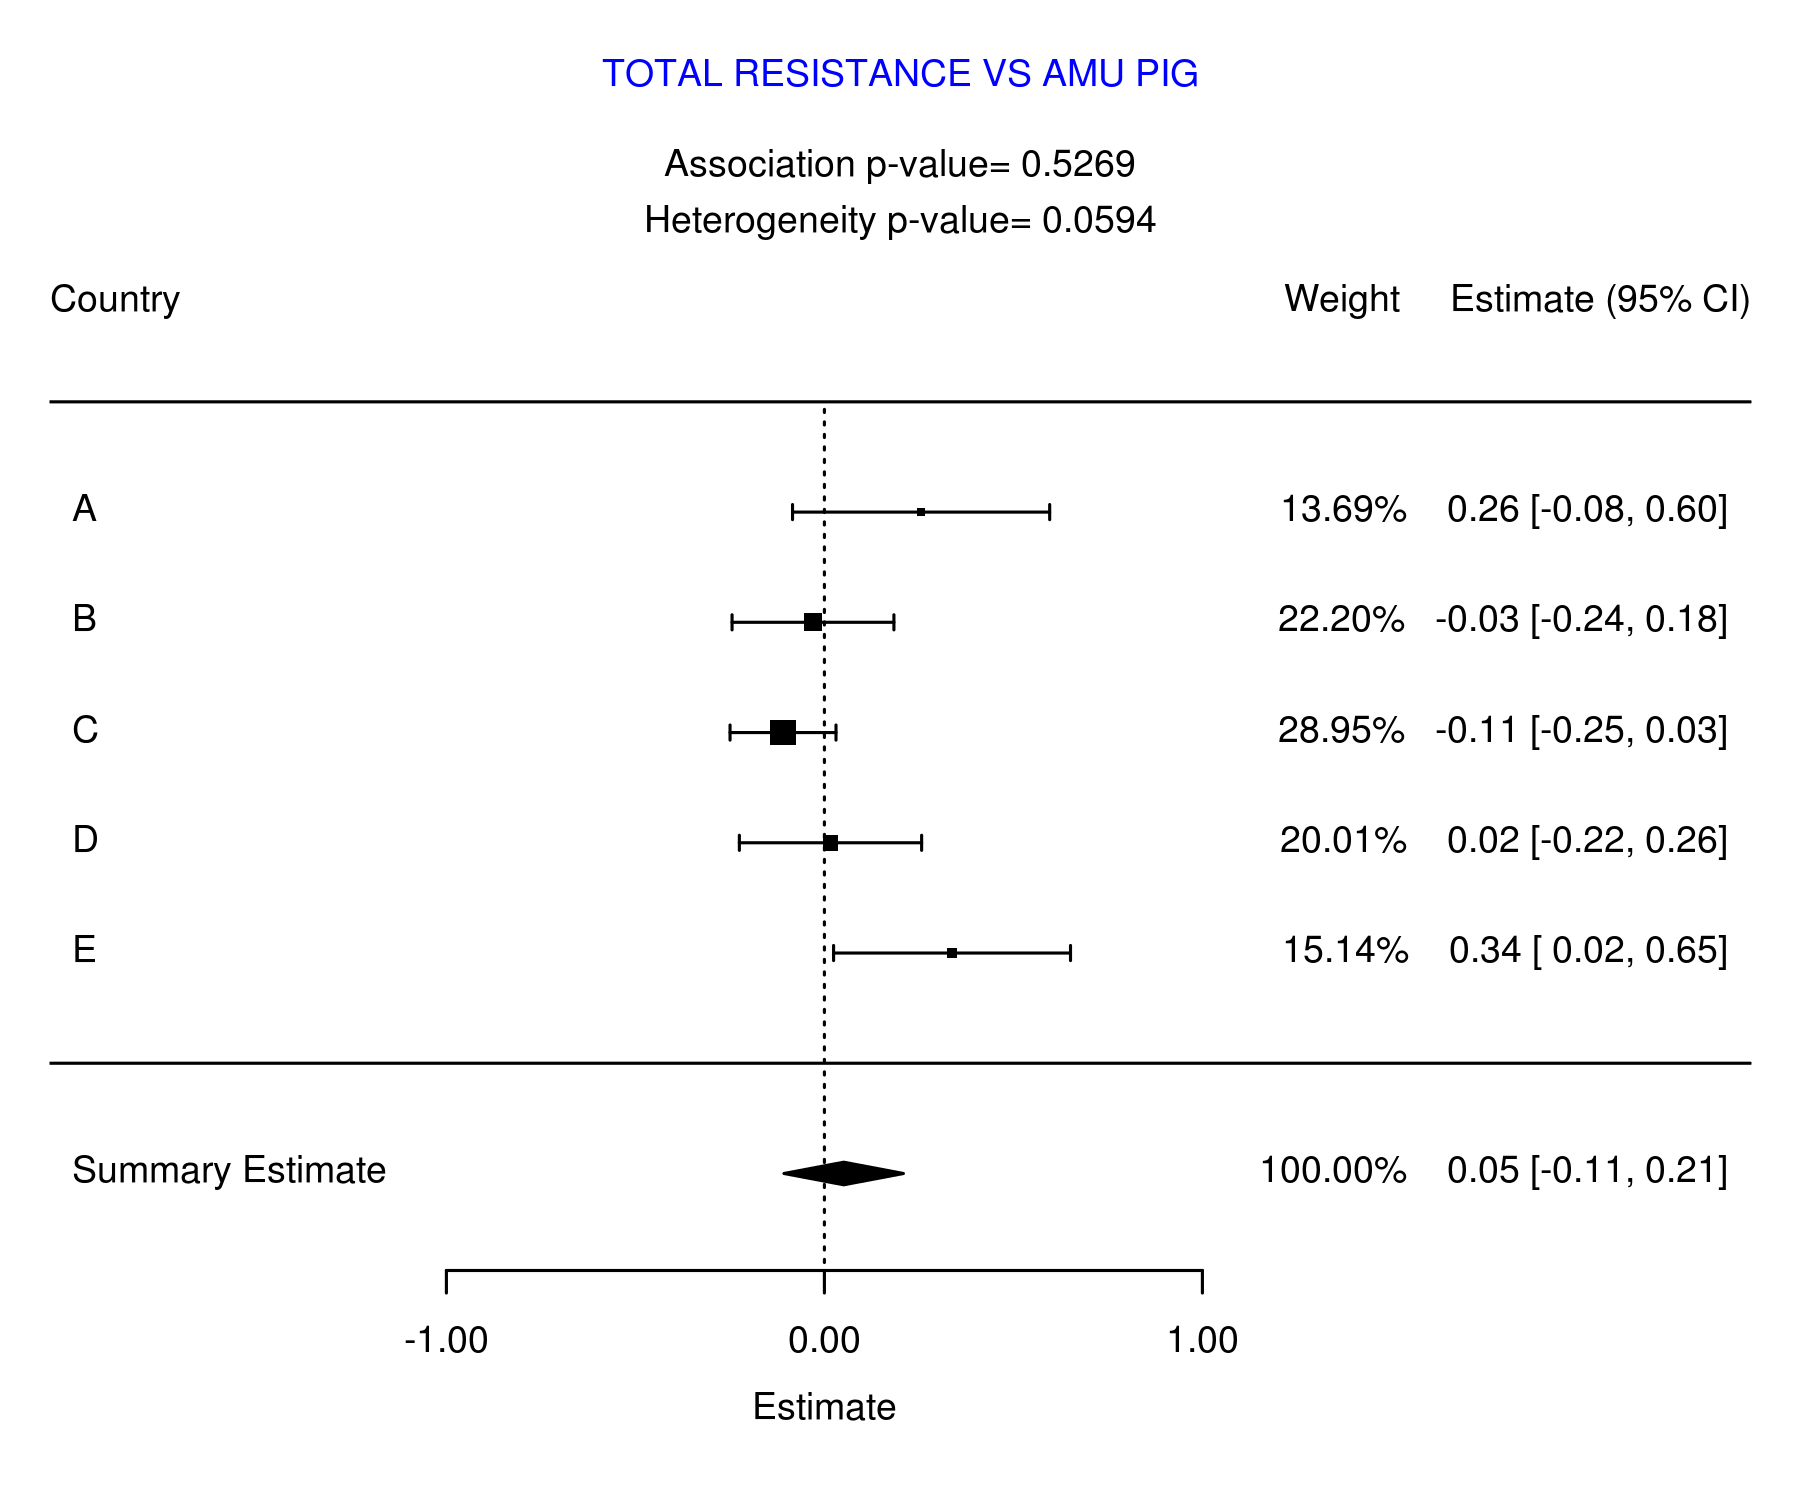 TOTAL RESISTANCE VS AMU PIG
Association p-value= 0.5269
Heterogeneity p-value= 0.0594
Country Weight Estimate (95% CI)
A 13.69% 0.26 [-0.08, 0.60]
B 22.20% -0.03 [-0.24, 0.18]
C 28.95% -0.11 [-0.25, 0.03]
D 20.01% 0.02 [-0.22, 0.26]
E 15.14% 0.34 [ 0.02, 0.65]
Summary Estimate 100.00% 0.05 [-0.11, 0.21]
-1.00 0.00 1.00
Estimate